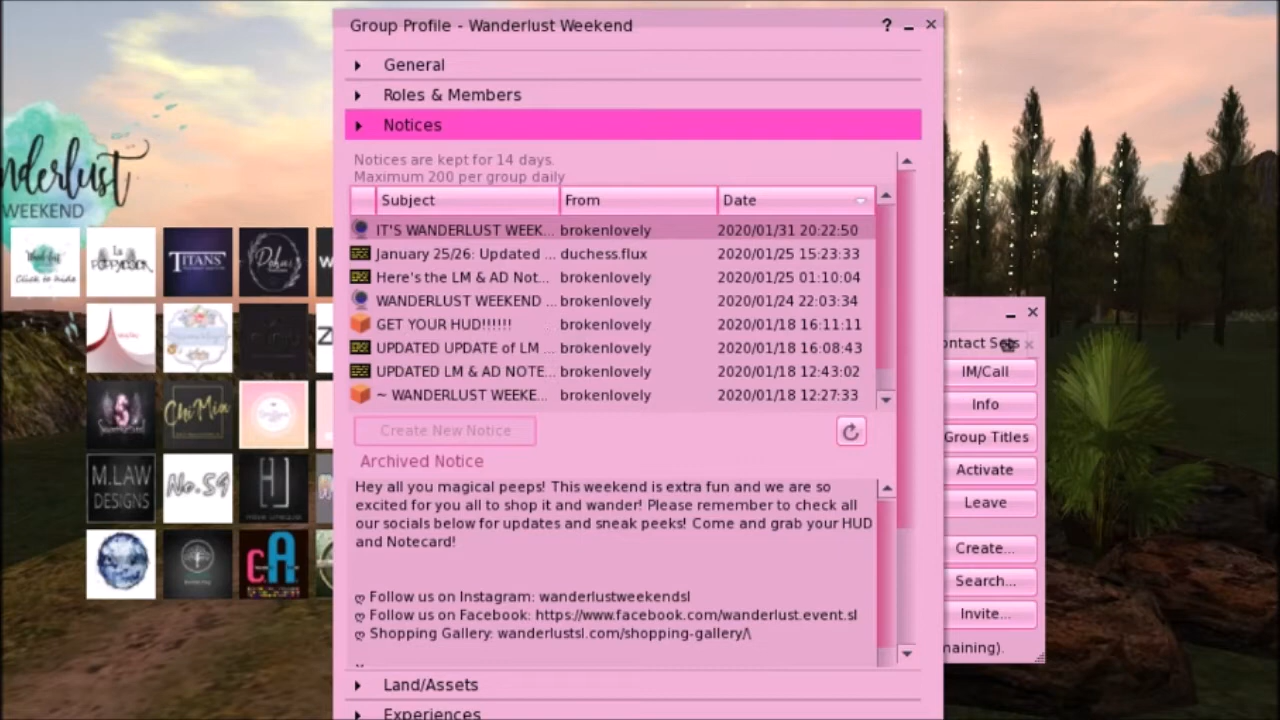 Group Profile - Wanderlust Weekend
?
General
Roles & Members
Notices
Notices are kept for 14 days.
Maximum 200 per group daily
Subject From Date
IT'S WANDERLUST WEEK... brokenlovely 2020/01/31 20:22:50
January 25/26: Updated ... duchess.flux 2020/01/25 15:23:33
Here's the LM & AD Not... brokenlovely 2020/01/25 01:10:04
WANDERLUST WEEKEND ... brokenlovely 2020/01/24 22:03:34
GET YOUR HUD!!!!!! brokenlovely 2020/01/18 16:11:11
UPDATED UPDATE of LM ... brokenlovely 2020/01/18 16:08:43
UPDATED LM & AD NOTE... brokenlovely 2020/01/18 12:43:02
~ WANDERLUST WEEKE... brokenlovely 2020/01/18 12:27:33
Create New Notice
Archived Notice
Hey all you magical peeps! This weekend is extra fun and we are so
excited for you all to shop it and wander! Please remember to check all
our socials below for updates and sneak peeks! Come and grab your HUD
and Notecard!
ღ Follow us on Instagram: wanderlustweekendsl
ღ Follow us on Facebook: https://www.facebook.com/wanderlust.event.sl
ღ Shopping Gallery: wanderlustsl.com/shopping-gallery/\
Land/Assets
Experiences
nderlust
WEEKEND
Click to hide
TITANS
ChiMia
M.LAW
DESIGNS
No.59
cA
ontact Sets
IM/Call
Info
Group Titles
Activate
Leave
Create...
Search...
Invite...
naining).